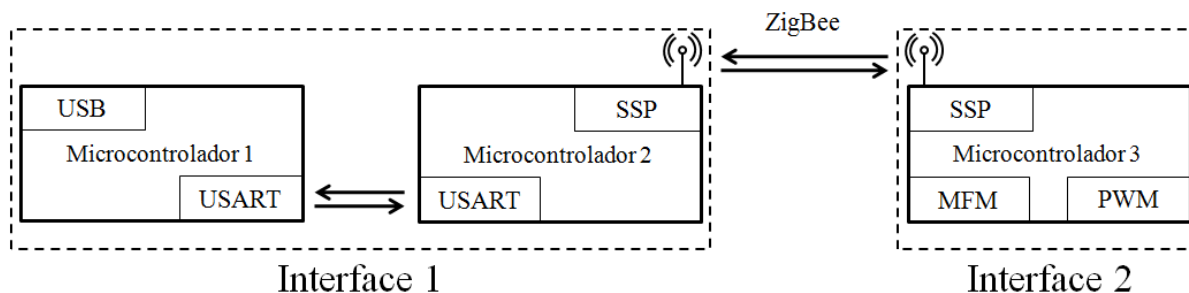 ZigBee
USB
Microcontrolador 1
USART
SSP
Microcontrolador 2
USART
SSP
Microcontrolador 3
MFM
PWM
Interface 1
Interface 2